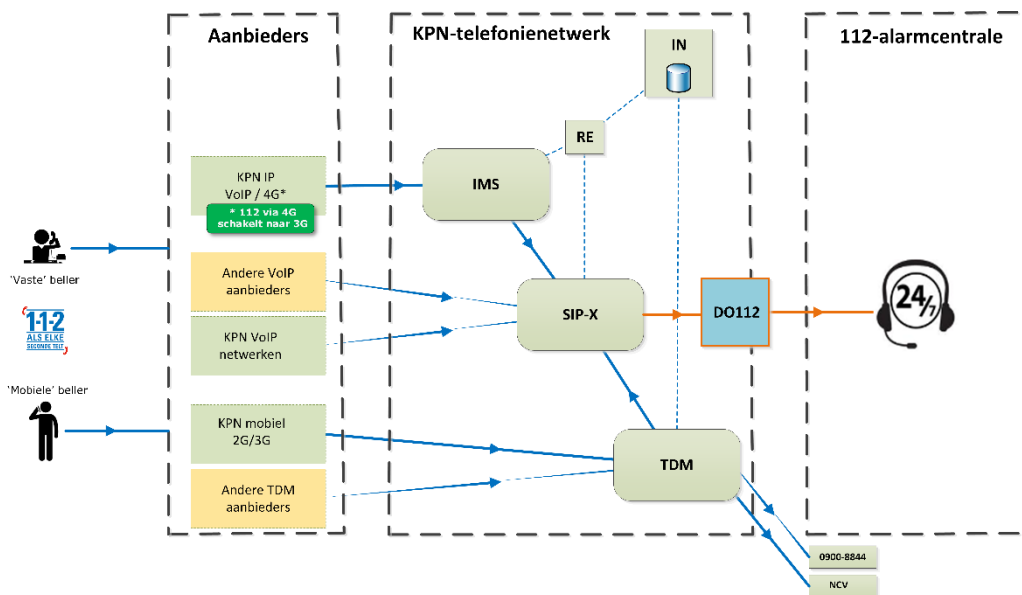 Aanbieders
KPN-telefonienetwerk
112-alarmcentrale
IN
RE
KPN IP
VoIP / 4G*
* 112 via 4G
schakelt naar 3G
IMS
'Vaste' beller
Andere VoIP
aanbieders
SIP-X
DO112
24/7
1-1-2
ALS ELKE
SECONDE TELT
KPN VoIP
netwerken
'Mobiele' beller
KPN mobiel
2G/3G
TDM
Andere TDM
aanbieders
0900-8844
NCV